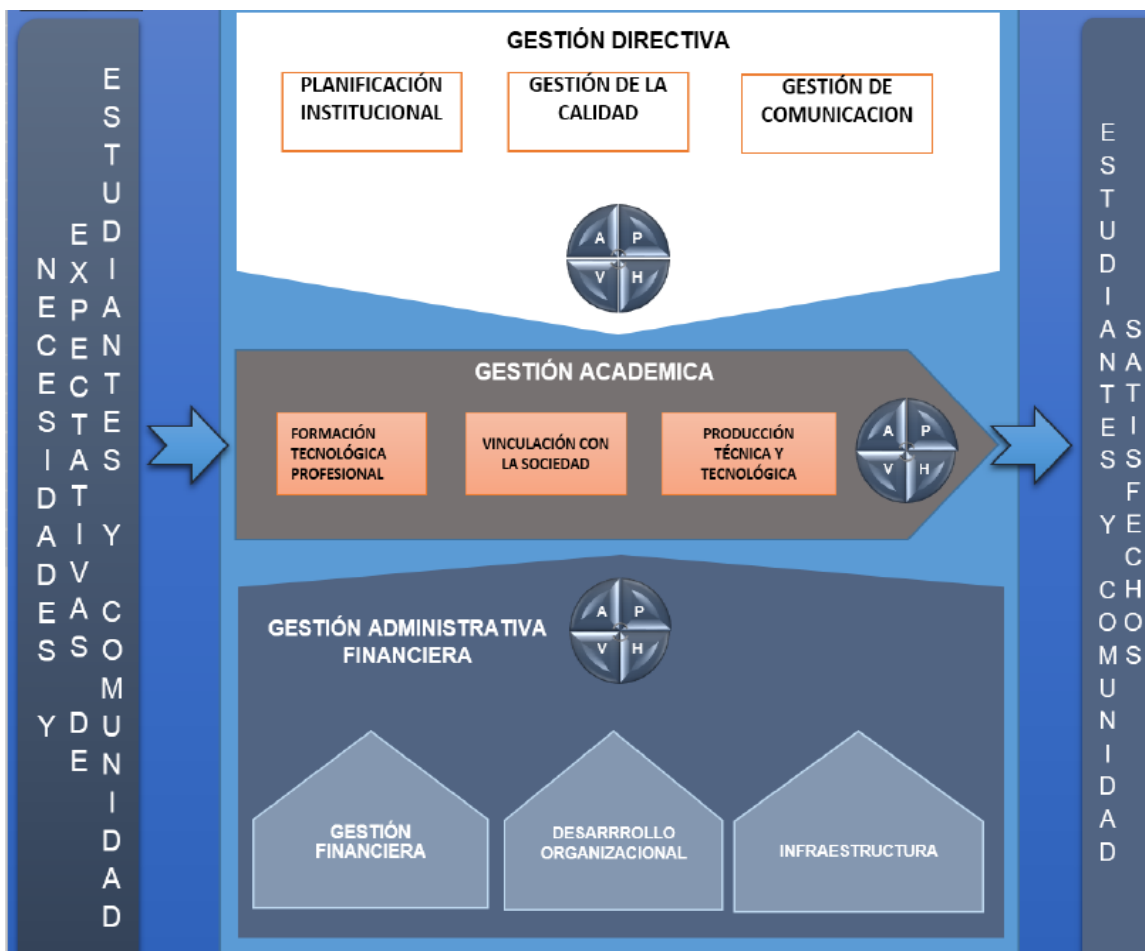 NECESIDADES Y
EXPECTATIVAS DE
ESTUDIANTES Y COMUNIDAD
GESTIÓN DIRECTIVA
PLANIFICACIÓN
INSTITUCIONAL
GESTIÓN DE LA
CALIDAD
GESTIÓN DE
COMUNICACION
A P
V H
GESTIÓN ACADEMICA
FORMACIÓN
TECNOLÓGICA
PROFESIONAL
VINCULACIÓN CON
LA SOCIEDAD
PRODUCCIÓN
TÉCNICA Y
TECNOLÓGICA
A P
V H
GESTIÓN ADMINISTRATIVA
FINANCIERA
A P
V H
GESTIÓN
FINANCIERA
DESARRROLLO
ORGANIZACIONAL
INFRAESTRUCTURA
ESTUDIANTES Y COMUNIDAD
SATISFECHOS